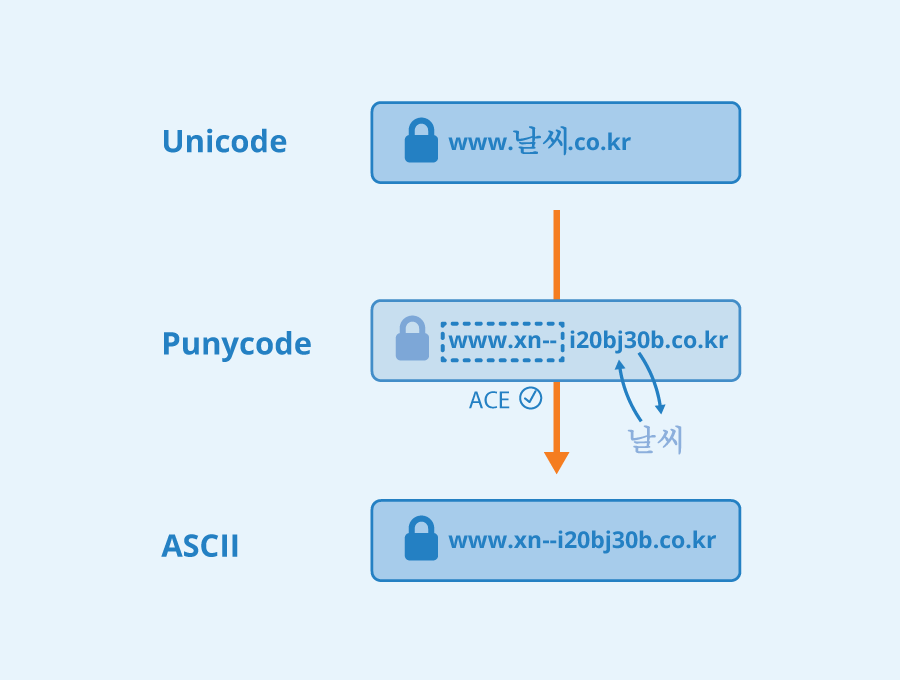 Unicode
www.날씨.co.kr
Punycode
www.xn-- i20bj30b.co.kr
ACE
날씨
ASCII
www.xn--i20bj30b.co.kr